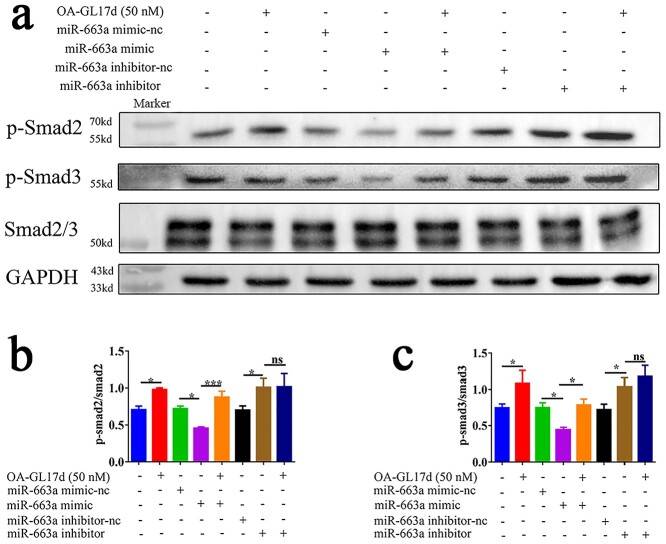 a
OA-GL17d (50 nM) - + - - + - - +
miR-663a mimic-nc - - + - - - - -
miR-663a mimic - - - + + - - -
miR-663a inhibitor-nc - - - - - + - -
miR-663a inhibitor - - - - - - + +
Marker
p-Smad2 70kd
55kd
p-Smad3 55kd
Smad2/3 50kd
GAPDH 43kd
33kd
b
p-smad2/smad2
1.5
1.0
0.5
0.0
* * *** * ns
OA-GL17d (50 nM) - + - - + - - +
miR-663a mimic-nc - - + - - - - -
miR-663a mimic - - - + + - - -
miR-663a inhibitor-nc - - - - - + - -
miR-663a inhibitor - - - - - - + +
c
p-smad3/smad3
1.5
1.0
0.5
0.0
* * * * ns
OA-GL17d (50 nM) - + - - + - - +
miR-663a mimic-nc - - + - - - - -
miR-663a mimic - - - + + - - -
miR-663a inhibitor-nc - - - - - + - -
miR-663a inhibitor - - - - - - + +